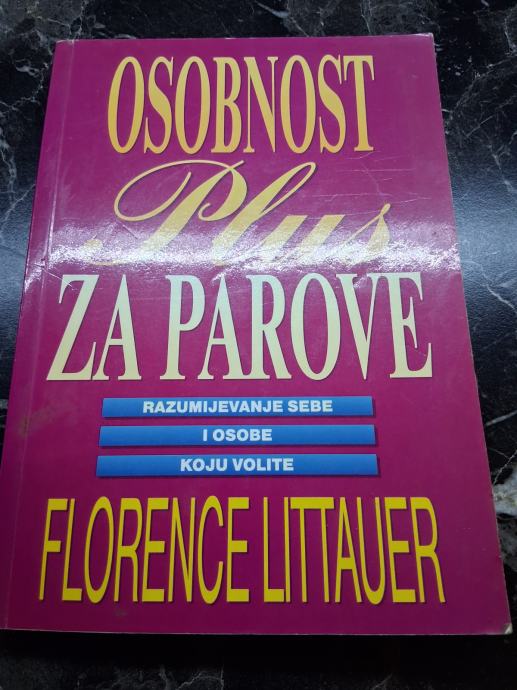 OSOBNOST
Plus
ZA PAROVE
RAZUMIJEVANJE SEBE
I OSOBE
KOJU VOLITE
FLORENCE LITTAUER